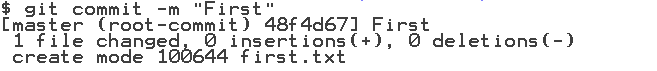 $ git commit -m "First"
[master (root-commit) 48f4d67] First
 1 file changed, 0 insertions(+), 0 deletions(-)
 create mode 100644 first.txt